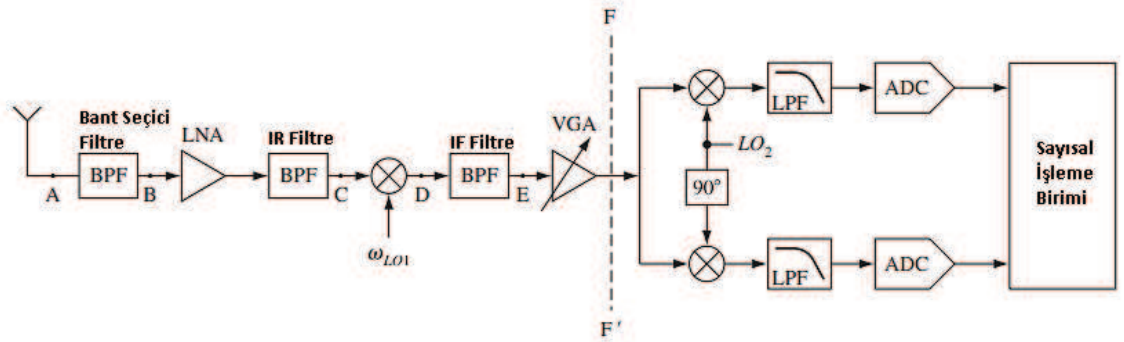 F
Bant Seçici
Filtre
LNA
IR Filtre
IF Filtre
VGA
LPF
ADC
BPF
BPF
BPF
A
B
C
D
E
ω_LO1
LO₂
90°
Sayısal
İşleme
Birimi
LPF
ADC
F'